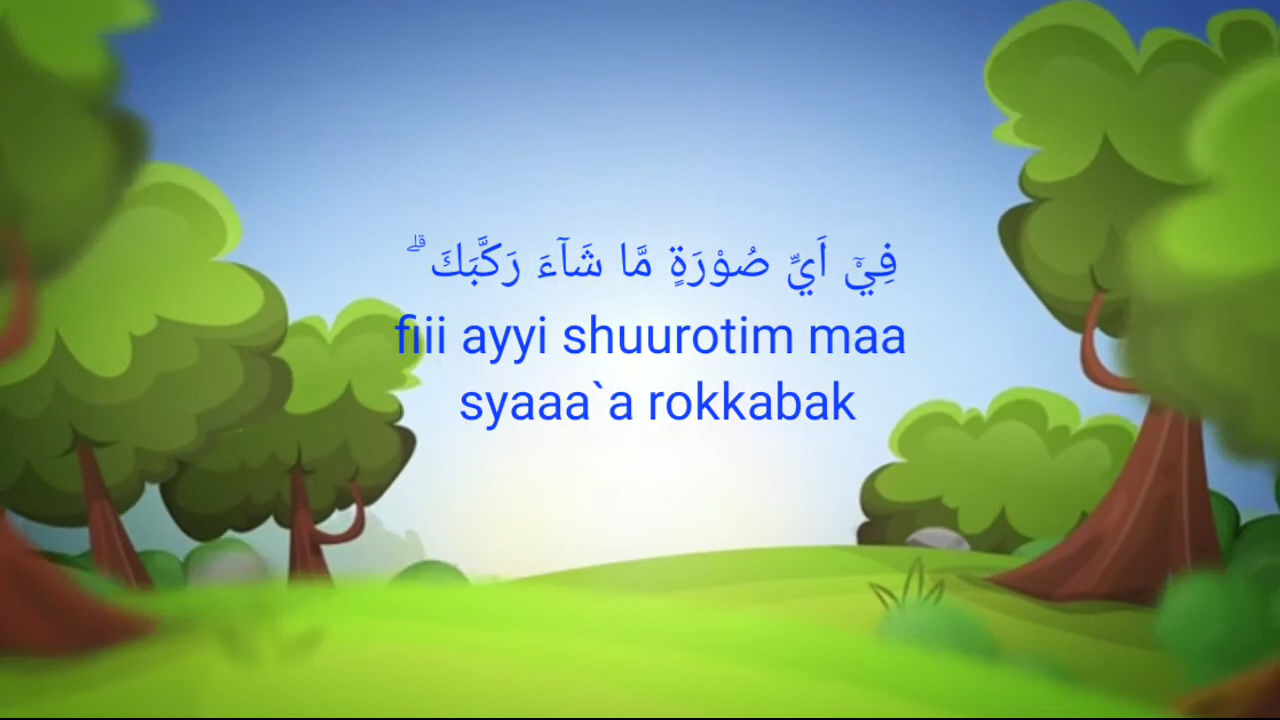 فِيْٓ اَيِّ صُوْرَةٍ مَّا شَاۤءَ رَكَّبَكَۗ
fiii ayyi shuurotim maa
syaaa`a rokkabak